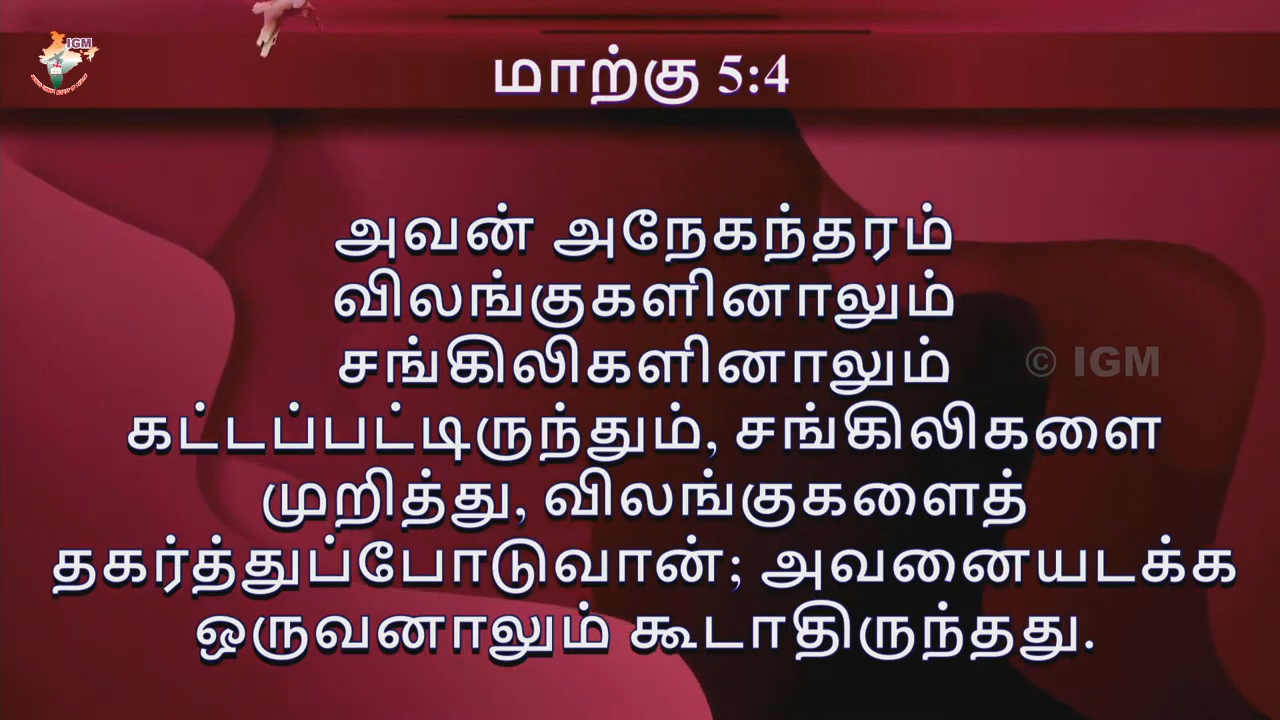 IGM
மாற்கு 5:4
அவன் அநேகந்தரம்
விலங்குகளினாலும்
சங்கிலிகளினாலும்
© IGM
கட்டப்பட்டிருந்தும், சங்கிலிகளை
முறித்து, விலங்குகளைத்
தகர்த்துப்போடுவான்; அவனையடக்க
ஒருவனாலும் கூடாதிருந்தது.